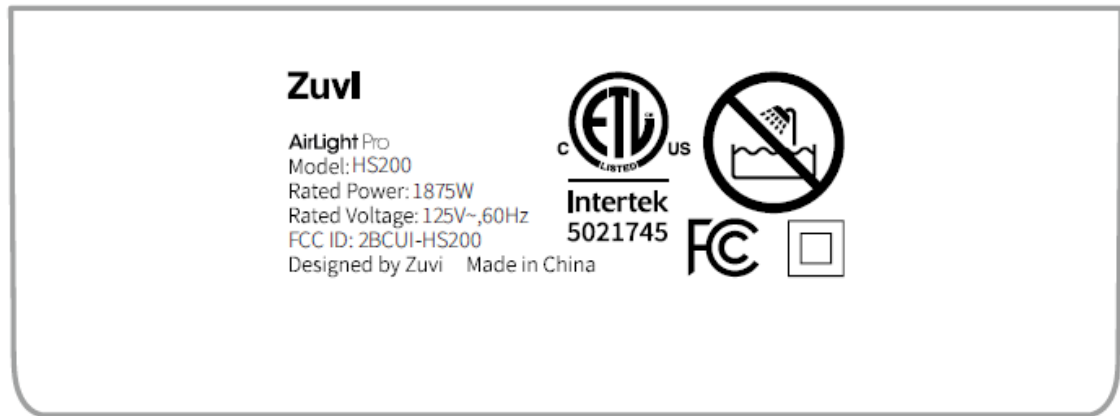 Zuvi
AirLight Pro
Model: HS200
Rated Power: 1875W
Rated Voltage: 125V~,60Hz
FCC ID: 2BCUI-HS200
Designed by Zuvi Made in China
ETL
CM
C US
LISTED
Intertek
5021745
FC